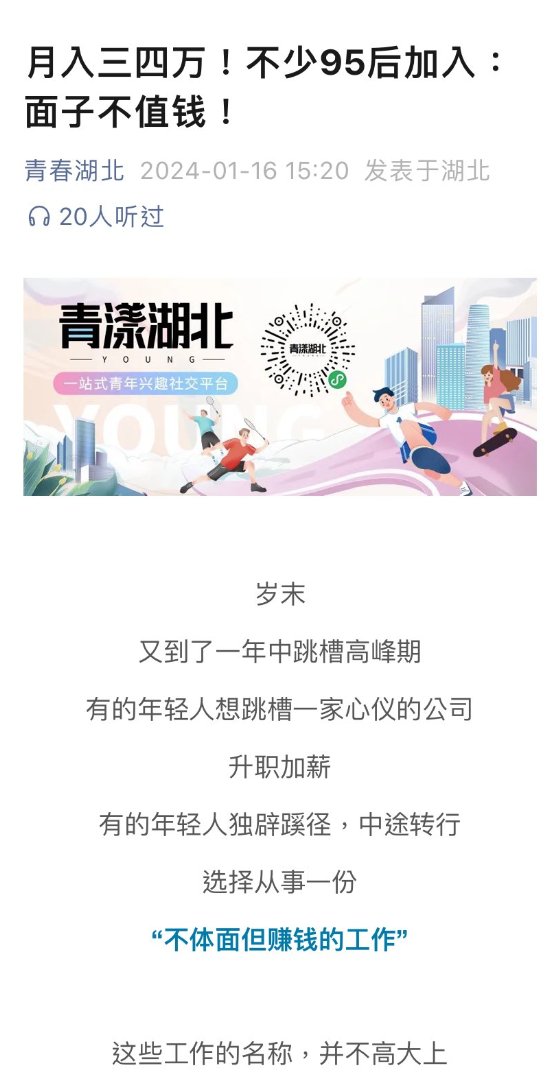 月入三四万！不少95后加入：
面子不值钱！
青春湖北 2024-01-16 15:20 发表于湖北
20人听过
青漾湖北
YOUNG
一站式青年兴趣社交平台
青漾湖北
YOUNG
岁末
又到了一年中跳槽高峰期
有的年轻人想跳槽一家心仪的公司
升职加薪
有的年轻人独辟蹊径，中途转行
选择从事一份
“不体面但赚钱的工作”
这些工作的名称，并不高大上